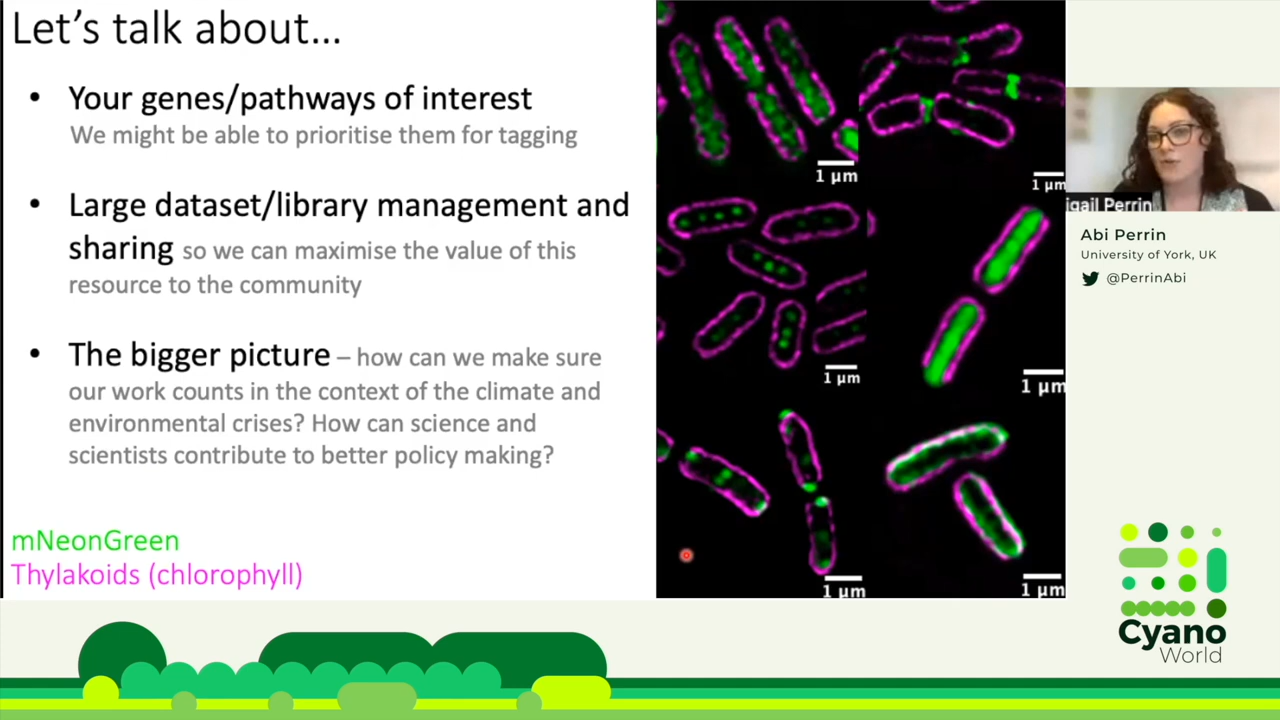 Let's talk about...
• Your genes/pathways of interest
We might be able to prioritise them for tagging
• Large dataset/library management and
sharing so we can maximise the value of this
resource to the community
• The bigger picture – how can we make sure
our work counts in the context of the climate and
environmental crises? How can science and
scientists contribute to better policy making?
mNeonGreen
Thylakoids (chlorophyll)
1 µm
1 µm
1 µm
1 µm
1 µm
1 µm
igail Perrin
Abi Perrin
University of York, UK
@PerrinAbi
Cyano
World